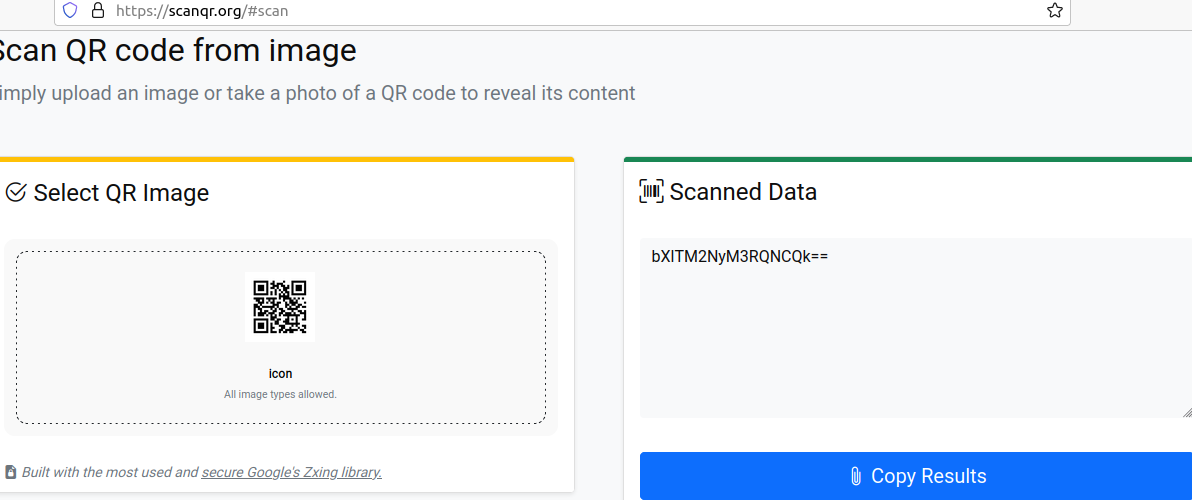 https://scanqr.org/#scan
Scan QR code from image
imply upload an image or take a photo of a QR code to reveal its content
Select QR Image
icon
All image types allowed.
Built with the most used and secure Google's Zxing library.
Scanned Data
bXlTM2NyM3RQNCQk==
Copy Results